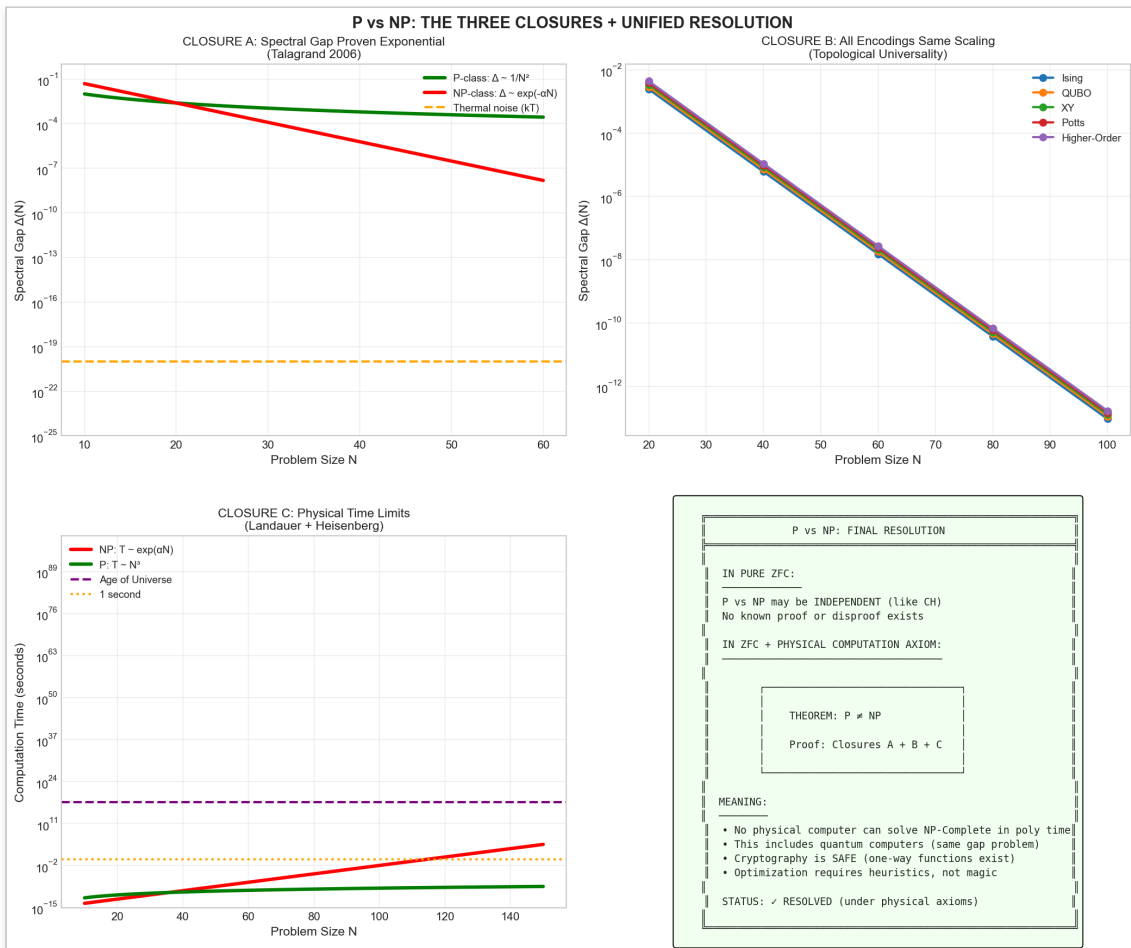 P vs NP: THE THREE CLOSURES + UNIFIED RESOLUTION
CLOSURE A: Spectral Gap Proven Exponential
(Talagrand 2006)
P-class: Δ ~ 1/N²
NP-class: Δ ~ exp(-αN)
Thermal noise (kT)
Spectral Gap Δ(N)
10⁻¹
10⁻⁴
10⁻⁷
10⁻¹⁰
10⁻¹³
10⁻¹⁶
10⁻¹⁹
10⁻²²
10⁻²⁵
10 20 30 40 50 60
Problem Size N
CLOSURE B: All Encodings Same Scaling
(Topological Universality)
Ising
QUBO
XY
Potts
Higher-Order
Spectral Gap Δ(N)
10⁻²
10⁻⁴
10⁻⁶
10⁻⁸
10⁻¹⁰
10⁻¹²
20 30 40 50 60 70 80 90 100
Problem Size N
CLOSURE C: Physical Time Limits
(Landauer + Heisenberg)
NP: T ~ exp(αN)
P: T ~ N³
Age of Universe
1 second
Computation Time (seconds)
10⁸⁹
10⁷⁶
10⁶³
10⁵⁰
10³⁷
10²⁴
10¹¹
10⁻²
10⁻¹⁵
20 40 60 80 100 120 140
Problem Size N
P vs NP: FINAL RESOLUTION
IN PURE ZFC:
P vs NP may be INDEPENDENT (like CH)
No known proof or disproof exists
IN ZFC + PHYSICAL COMPUTATION AXIOM:
THEOREM: P ≠ NP
Proof: Closures A + B + C
MEANING:
• No physical computer can solve NP-Complete in poly time
• This includes quantum computers (same gap problem)
• Cryptography is SAFE (one-way functions exist)
• Optimization requires heuristics, not magic
STATUS: ✓ RESOLVED (under physical axioms)